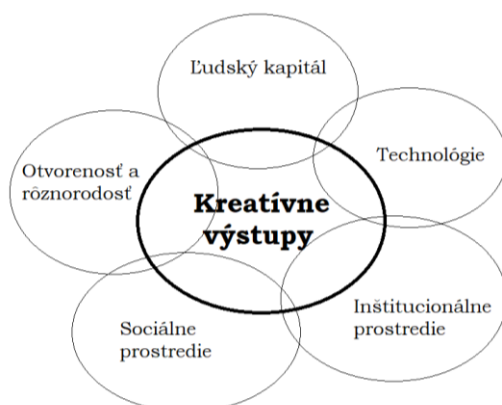 Ľudský kapitál
Technológie
Otvorenosť a
rôznorodosť
Kreatívne
výstupy
Inštitucionálne
prostredie
Sociálne
prostredie